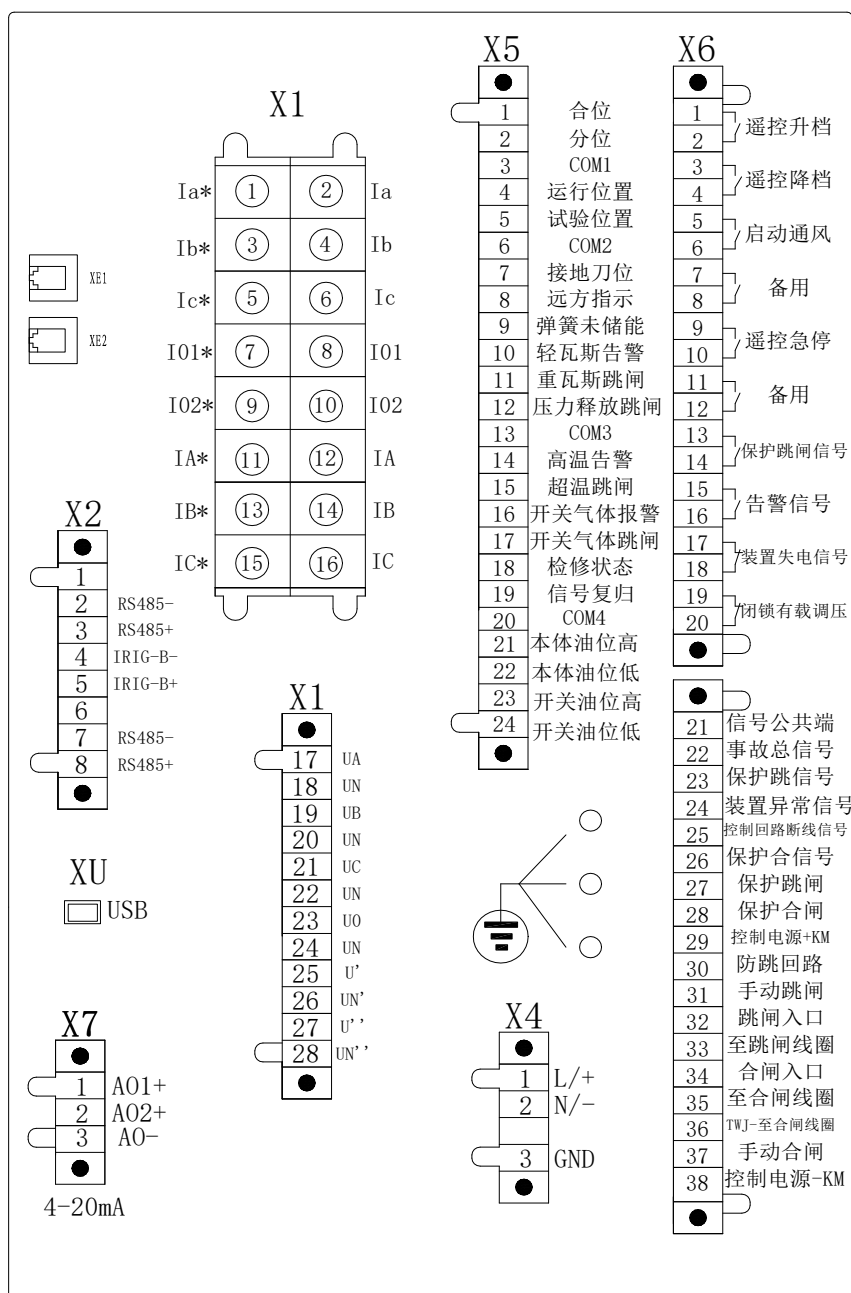 X1
Ia* ① ② Ia
Ib* ③ ④ Ib
Ic* ⑤ ⑥ Ic
I01* ⑦ ⑧ I01
I02* ⑨ ⑩ I02
IA* ⑪ ⑫ IA
IB* ⑬ ⑭ IB
IC* ⑮ ⑯ IC
XE1
XE2
X2
1
2 RS485-
3 RS485+
4 IRIG-B-
5 IRIG-B+
6
7 RS485-
8 RS485+
XU
USB
X7
1 AO1+
2 AO2+
3 AO-
4-20mA
X1
17 UA
18 UN
19 UB
20 UN
21 UC
22 UN
23 U0
24 UN
25 U'
26 UN'
27 U''
28 UN''
X5
1 合位
2 分位
3 COM1
4 运行位置
5 试验位置
6 COM2
7 接地刀位
8 远方指示
9 弹簧未储能
10 轻瓦斯告警
11 重瓦斯跳闸
12 压力释放跳闸
13 COM3
14 高温告警
15 超温跳闸
16 开关气体报警
17 开关气体跳闸
18 检修状态
19 信号复归
20 COM4
21 本体油位高
22 本体油位低
23 开关油位高
24 开关油位低
X4
1 L/+
2 N/-
3 GND
X6
1
遥控升档
2
3
遥控降档
4
5
启动通风
6
7
备用
8
9
遥控急停
10
11
备用
12
13
保护跳闸信号
14
15
告警信号
16
17
装置失电信号
18
19
闭锁有载调压
20
21 信号公共端
22 事故总信号
23 保护跳信号
24 装置异常信号
25 控制回路断线信号
26 保护合信号
27 保护跳闸
28 保护合闸
29 控制电源+KM
30 防跳回路
31 手动跳闸
32 跳闸入口
33 至跳闸线圈
34 合闸入口
35 至合闸线圈
36 TWJ-至合闸线圈
37 手动合闸
38 控制电源-KM